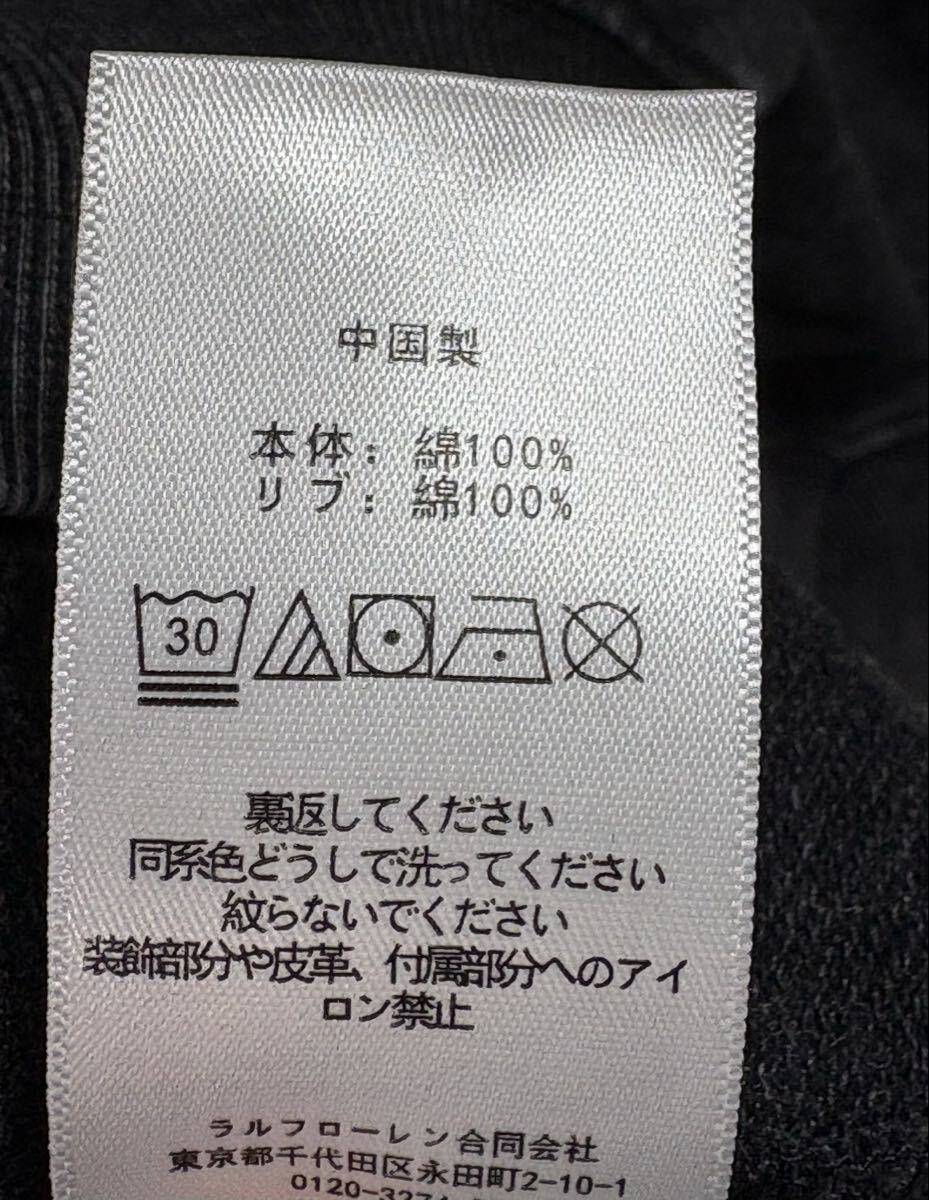 中国製
本体: 綿100%
リブ: 綿100%
30
裏返してください
同系色どうしで洗ってください
絞らないでください
装飾部分や皮革、付属部分へのアイ
ロン禁止
ラルフローレン合同会社
東京都千代田区永田町2-10-1
0120-3274-